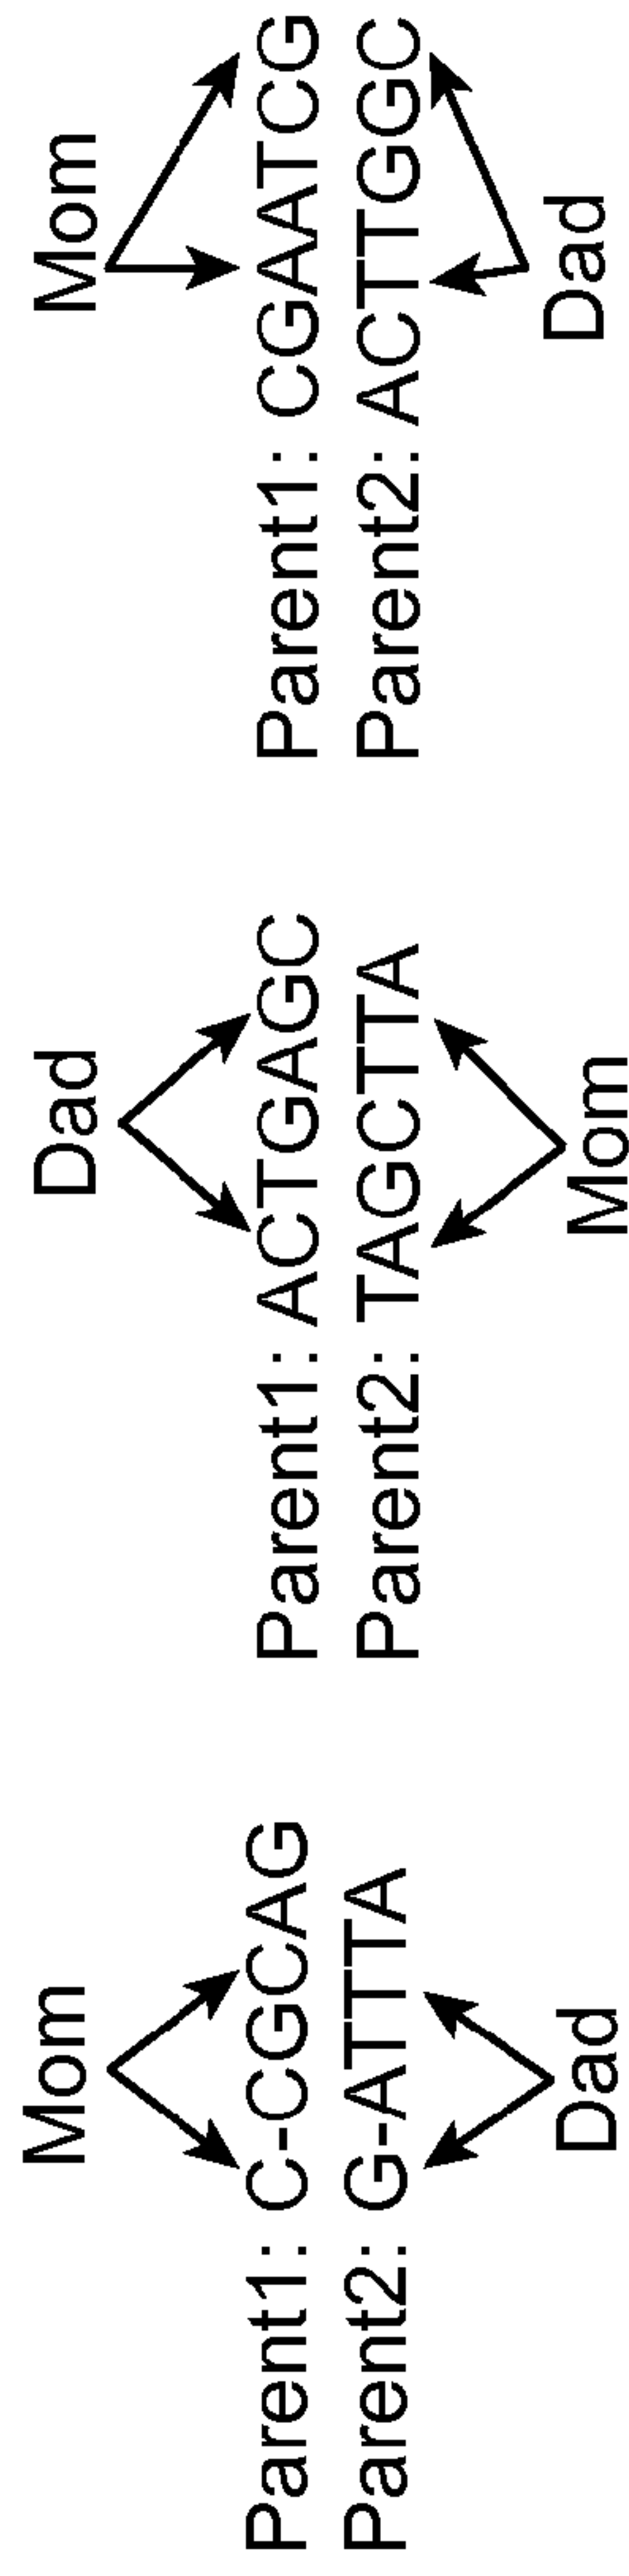 Mom
Parent1: C-CGCAG
Parent2: G-ATTTA
Dad
Dad
Parent1: ACTGAGC
Parent2: TAGCTTA
Mom
Mom
Parent1: CGAATCG
Parent2: ACTTGGC
Dad